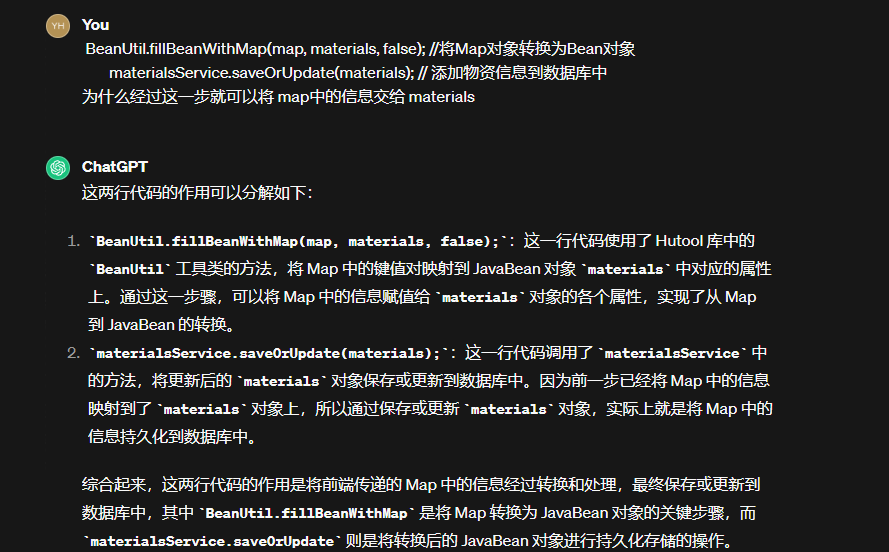 YH
You
BeanUtil.fillBeanWithMap(map, materials, false); //将Map对象转换为Bean对象
materialsService.saveOrUpdate(materials); // 添加物资信息到数据库中
为什么经过这一步就可以将 map中的信息交给 materials
ChatGPT
这两行代码的作用可以分解如下：
1. `BeanUtil.fillBeanWithMap(map, materials, false);`：这一行代码使用了 Hutool 库中的
`BeanUtil` 工具类的方法，将 Map 中的键值对映射到 JavaBean 对象 `materials` 中对应的属性
上。通过这一步骤，可以将 Map 中的信息赋值给 `materials` 对象的各个属性，实现了从 Map
到 JavaBean 的转换。
2. `materialsService.saveOrUpdate(materials);`：这一行代码调用了 `materialsService` 中
的方法，将更新后的 `materials` 对象保存或更新到数据库中。因为前一步已经将 Map 中的信息
映射到了 `materials` 对象上，所以通过保存或更新 `materials` 对象，实际上就是将 Map 中的
信息持久化到数据库中。
综合起来，这两行代码的作用是将前端传递的 Map 中的信息经过转换和处理，最终保存或更新到
数据库中，其中 `BeanUtil.fillBeanWithMap` 是将 Map 转换为 JavaBean 对象的关键步骤，而
`materialsService.saveOrUpdate` 则是将转换后的 JavaBean 对象进行持久化存储的操作。